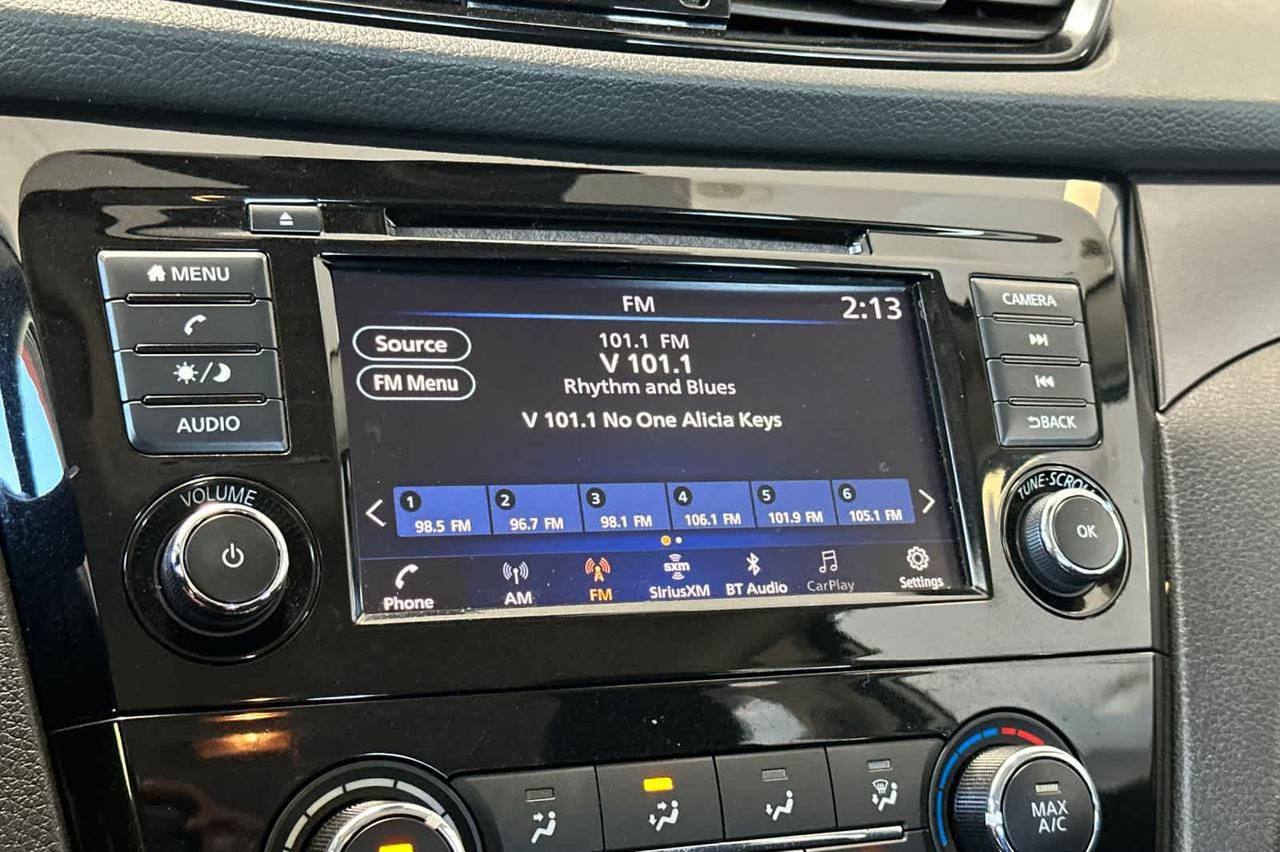 MENU
AUDIO
VOLUME
FM
2:13
Source
FM Menu
101.1 FM
V 101.1
Rhythm and Blues
V 101.1 No One Alicia Keys
1
98.5 FM
2
96.7 FM
3
98.1 FM
4
106.1 FM
5
101.9 FM
6
105.1 FM
Phone
AM
FM
sxm
SiriusXM
BT Audio
CarPlay
Settings
CAMERA
BACK
TUNE·SCROLL
OK
MAX
A/C